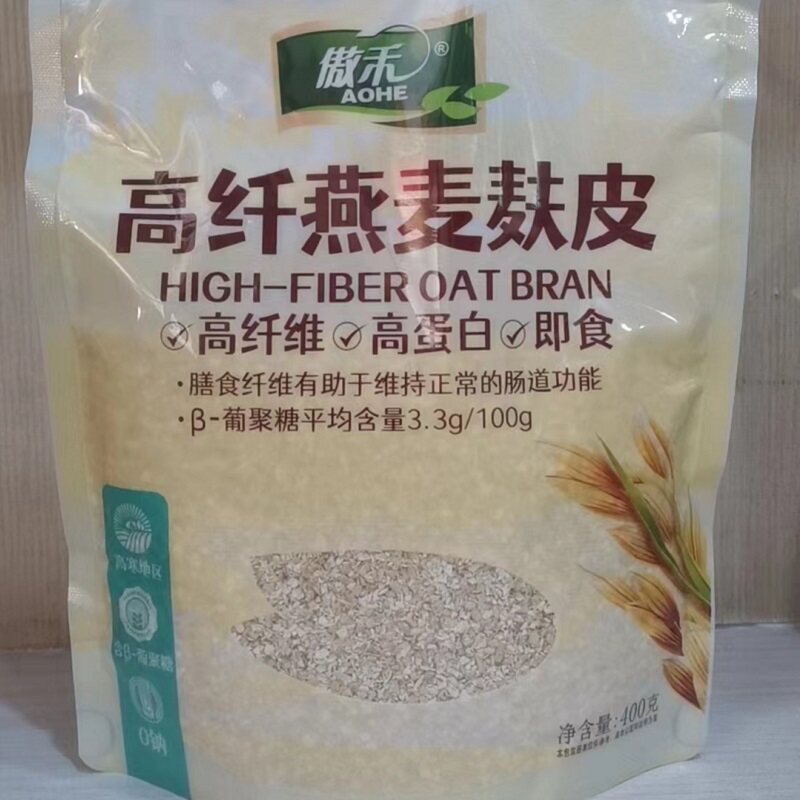 傲禾®
AOHE
高纤燕麦麸皮
HIGH-FIBER OAT BRAN
高纤维 高蛋白 即食
·膳食纤维有助于维持正常的肠道功能
·β-葡聚糖平均含量3.3g/100g
高寒地区
含β-葡聚糖
0钠
净含量:400克